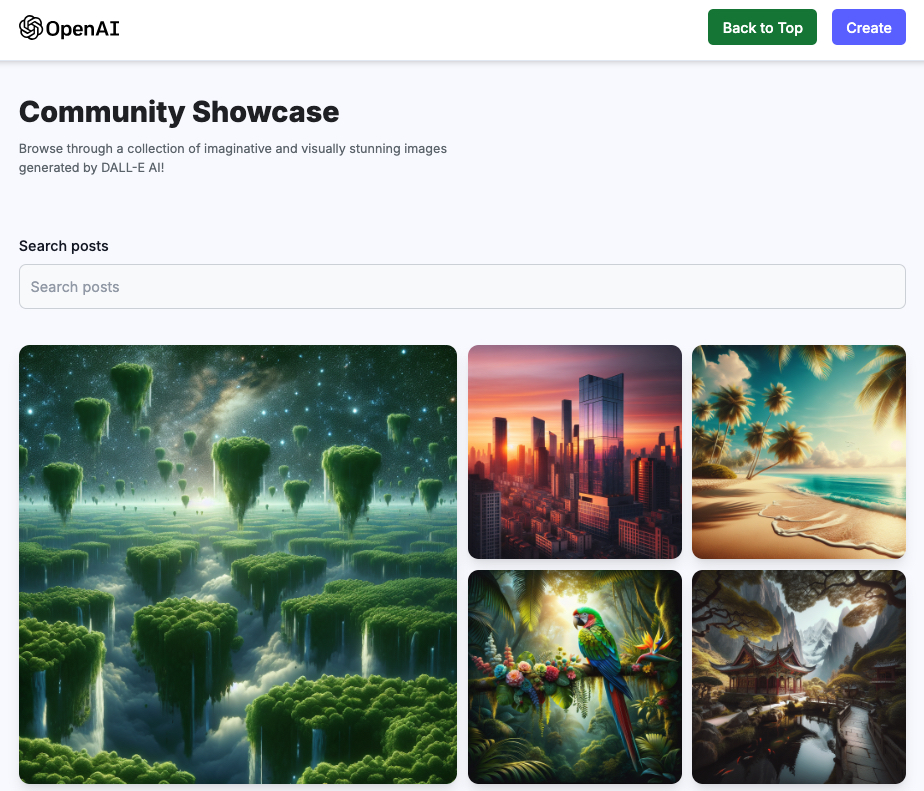 OpenAI
Back to Top
Create
Community Showcase
Browse through a collection of imaginative and visually stunning images
generated by DALL-E AI!
Search posts
Search posts